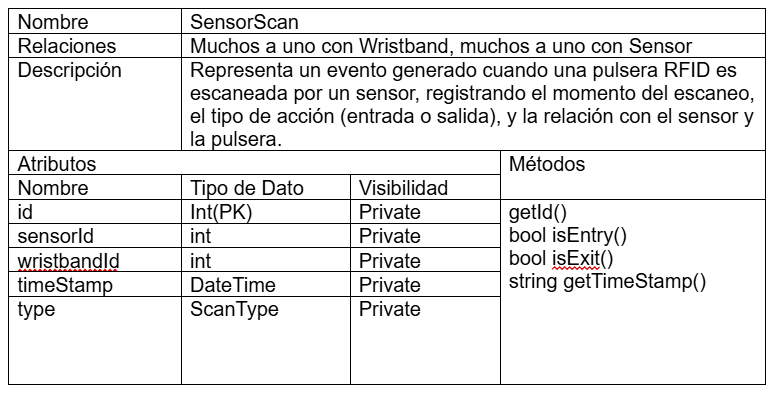 Nombre SensorScan
Relaciones Muchos a uno con Wristband, muchos a uno con Sensor
Descripción Representa un evento generado cuando una pulsera RFID es
escaneada por un sensor, registrando el momento del escaneo,
el tipo de acción (entrada o salida), y la relación con el sensor y
la pulsera.
Atributos Métodos
Nombre Tipo de Dato Visibilidad
id Int(PK) Private getId()
sensorId int Private bool isEntry()
wristbandId int Private bool isExit()
timeStamp DateTime Private string getTimeStamp()
type ScanType Private